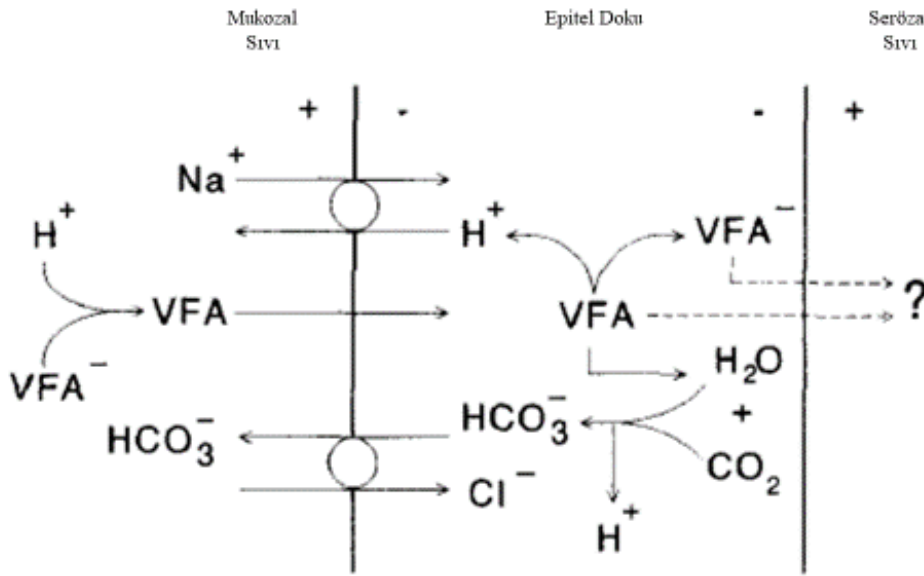 Mukozal
Sıvı
Epitel Doku
Seröza
Sıvı
+ -
- +
Na+
H+
H+
VFA−
VFA
VFA
?
VFA−
H2O
HCO3−
HCO3−
+
Cl−
CO2
H+